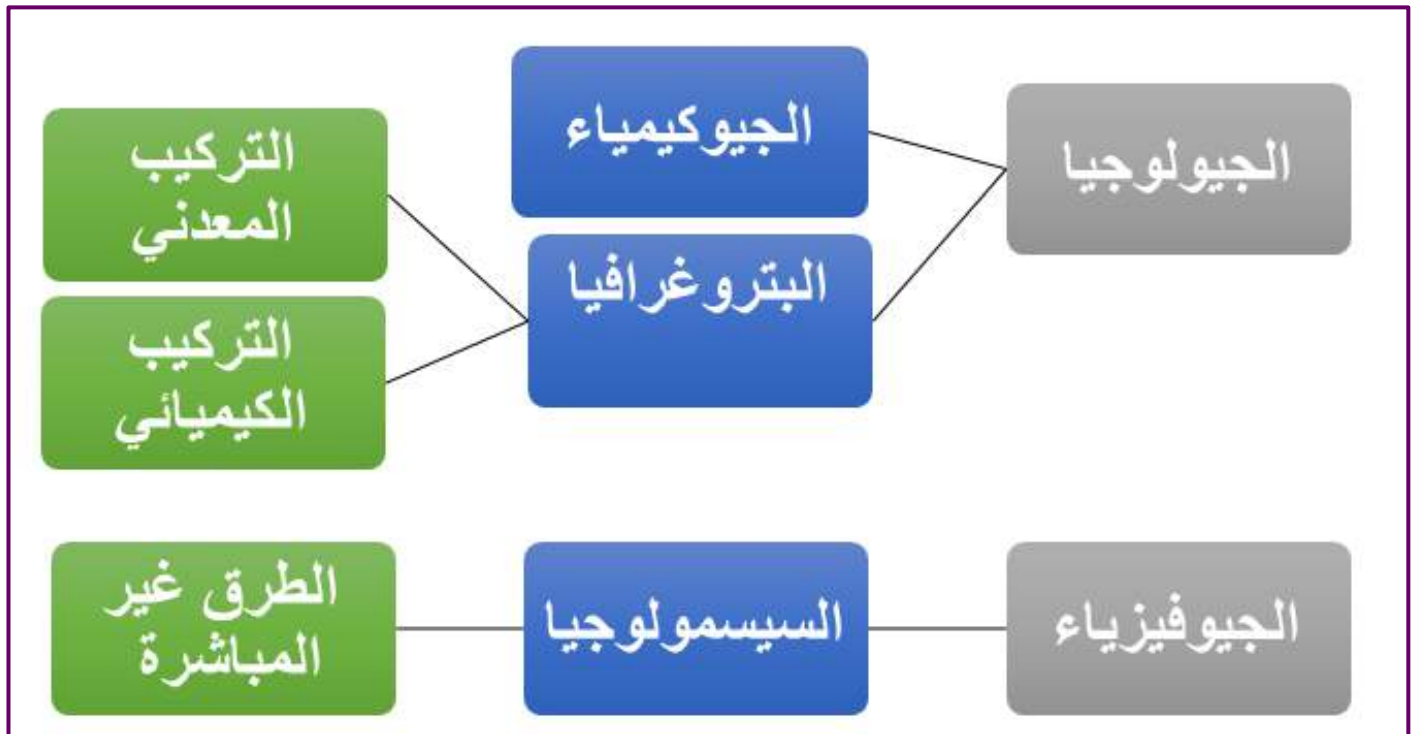 الجيولوجيا
الجيوكيمياء
البتروغرافيا
التركيب
المعدني
التركيب
الكيميائي
الجيوفيزياء
السيسمولوجيا
الطرق غير
المباشرة